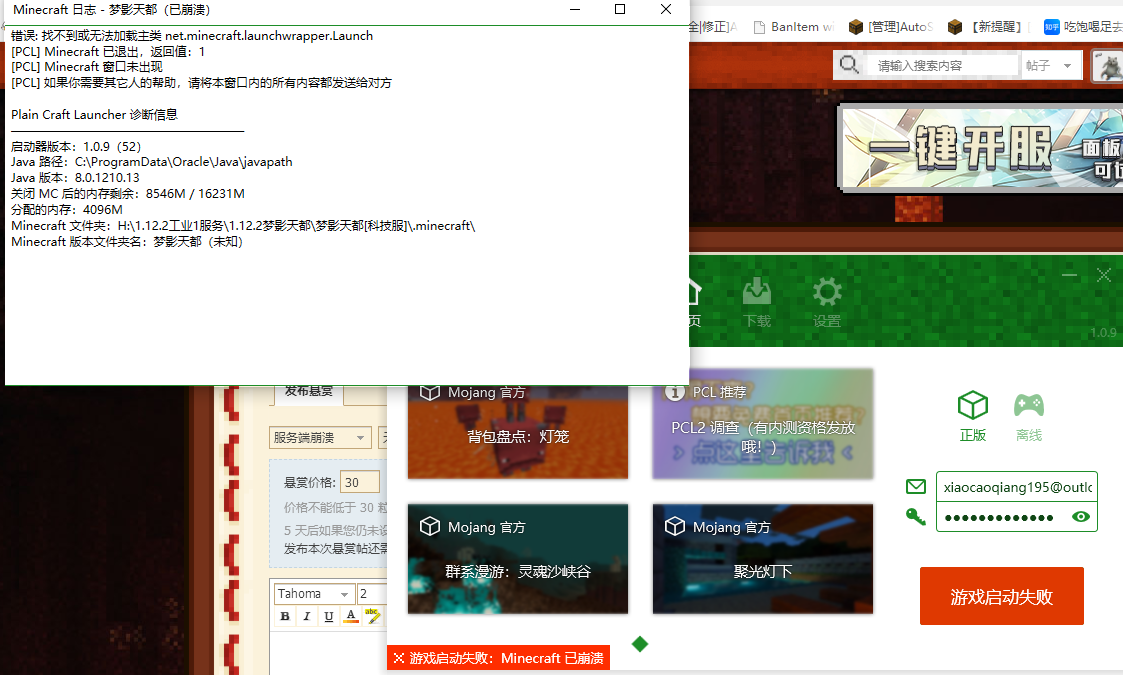 Minecraft 日志 - 梦影天都（已崩溃）
错误: 找不到或无法加载主类 net.minecraft.launchwrapper.Launch
[PCL] Minecraft 已退出，返回值：1
[PCL] Minecraft 窗口未出现
[PCL] 如果你需要其它人的帮助，请将本窗口内的所有内容都发送给对方
Plain Craft Launcher 诊断信息
启动器版本：1.0.9（52）
Java 路径：C:\ProgramData\Oracle\Java\javapath
Java 版本：8.0.1210.13
关闭 MC 后的内存剩余：8546M / 16231M
分配的内存：4096M
Minecraft 文件夹：H:\1.12.2工业1服务\1.12.2梦影天都\梦影天都[科技服]\.minecraft\
Minecraft 版本文件夹名：梦影天都（未知）
全|修正]A
BanItem wi
[管理]AutoS
【新提醒】
知乎
吃饱喝足去
请输入搜索内容
帖子
一键开服
面板
可
页
下载
设置
1.0.9
发布悬赏
服务端崩溃
悬赏价格:
30
价格不能低于 30 粒
5 天后如果您仍未设
发布本次悬赏帖还需
Tahoma
2
B I U A abc
Mojang 官方
背包盘点：灯笼
PCL 推荐
PCL2 调查（有内测资格发放
哦！）
Mojang 官方
群系漫游：灵魂沙峡谷
Mojang 官方
聚光灯下
正版
离线
xiaocaoqiang195@outlo
游戏启动失败
游戏启动失败：Minecraft 已崩溃